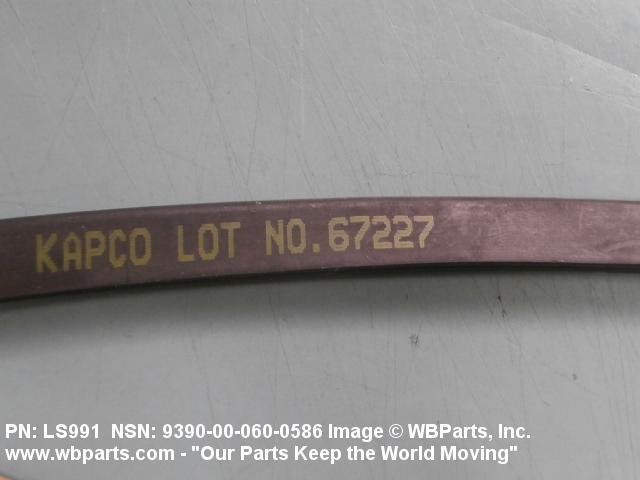 KAPCO LOT NO.67227
PN: LS991 NSN: 9390-00-060-0586 Image © WBParts, Inc.
www.wbparts.com - "Our Parts Keep the World Moving"